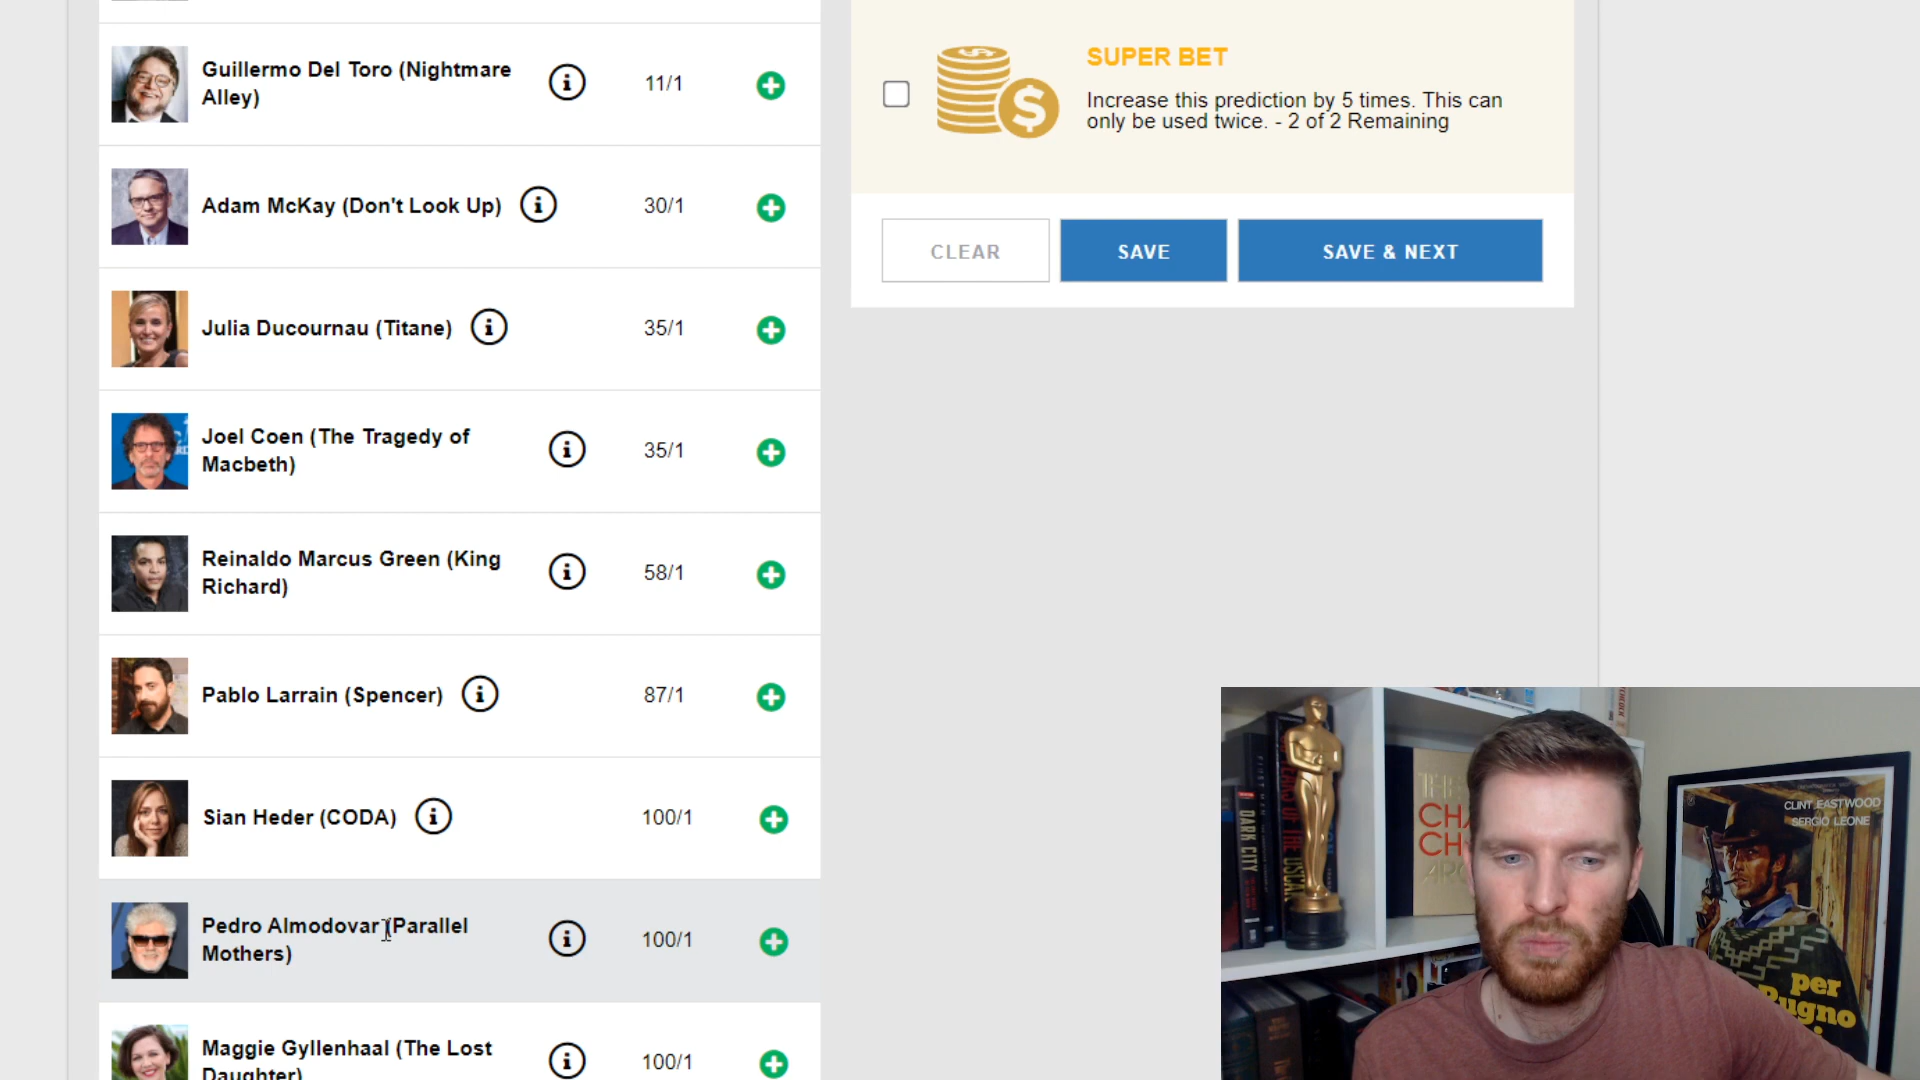 Guillermo Del Toro (Nightmare
Alley)
11/1
Adam McKay (Don't Look Up)
30/1
Julia Ducournau (Titane)
35/1
Joel Coen (The Tragedy of
Macbeth)
35/1
Reinaldo Marcus Green (King
Richard)
58/1
Pablo Larrain (Spencer)
87/1
Sian Heder (CODA)
100/1
Pedro Almodovar (Parallel
Mothers)
100/1
Maggie Gyllenhaal (The Lost
Daughter)
100/1
SUPER BET
Increase this prediction by 5 times. This can
only be used twice. - 2 of 2 Remaining
CLEAR
SAVE
SAVE & NEXT
DARK CITY
CLINT EASTWOOD
SERGIO LEONE
per
Pugno